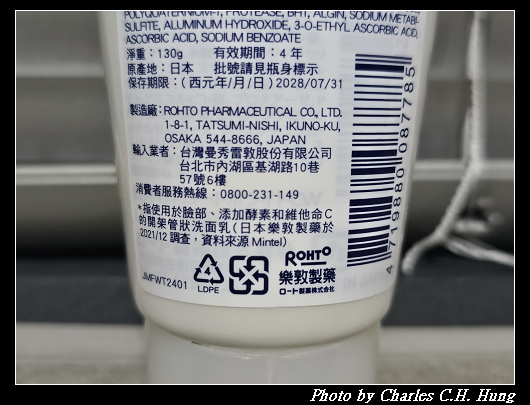 POLYQUATERNIUM-7, PROTEASE, BHT, ALGIN, SODIUM METABI-
SULFITE, ALUMINUM HYDROXIDE, 3-O-ETHYL ASCORBIC ACID,
ASCORBIC ACID, SODIUM BENZOATE
淨重：130g 有效期間：4 年
原產地：日本 批號請見瓶身標示
保存期限：(西元年/月/日) 2028/07/31
製造廠：ROHTO PHARMACEUTICAL CO., LTD.
1-8-1, TATSUMI-NISHI, IKUNO-KU,
OSAKA 544-8666, JAPAN
輸入業者：台灣曼秀雷敦股份有限公司
台北市內湖區基湖路10巷
57號6樓
消費者服務熱線：0800-231-149
*指使用於臉部、添加酵素和維他命C
的開架管狀洗面乳(日本樂敦製藥於
2021/12 調查，資料來源 Mintel)
4 719880 087785
JMFWT2401
4
LDPE
ROHTO
樂敦製藥
ロート製薬株式会社
Photo by Charles C.H. Hung